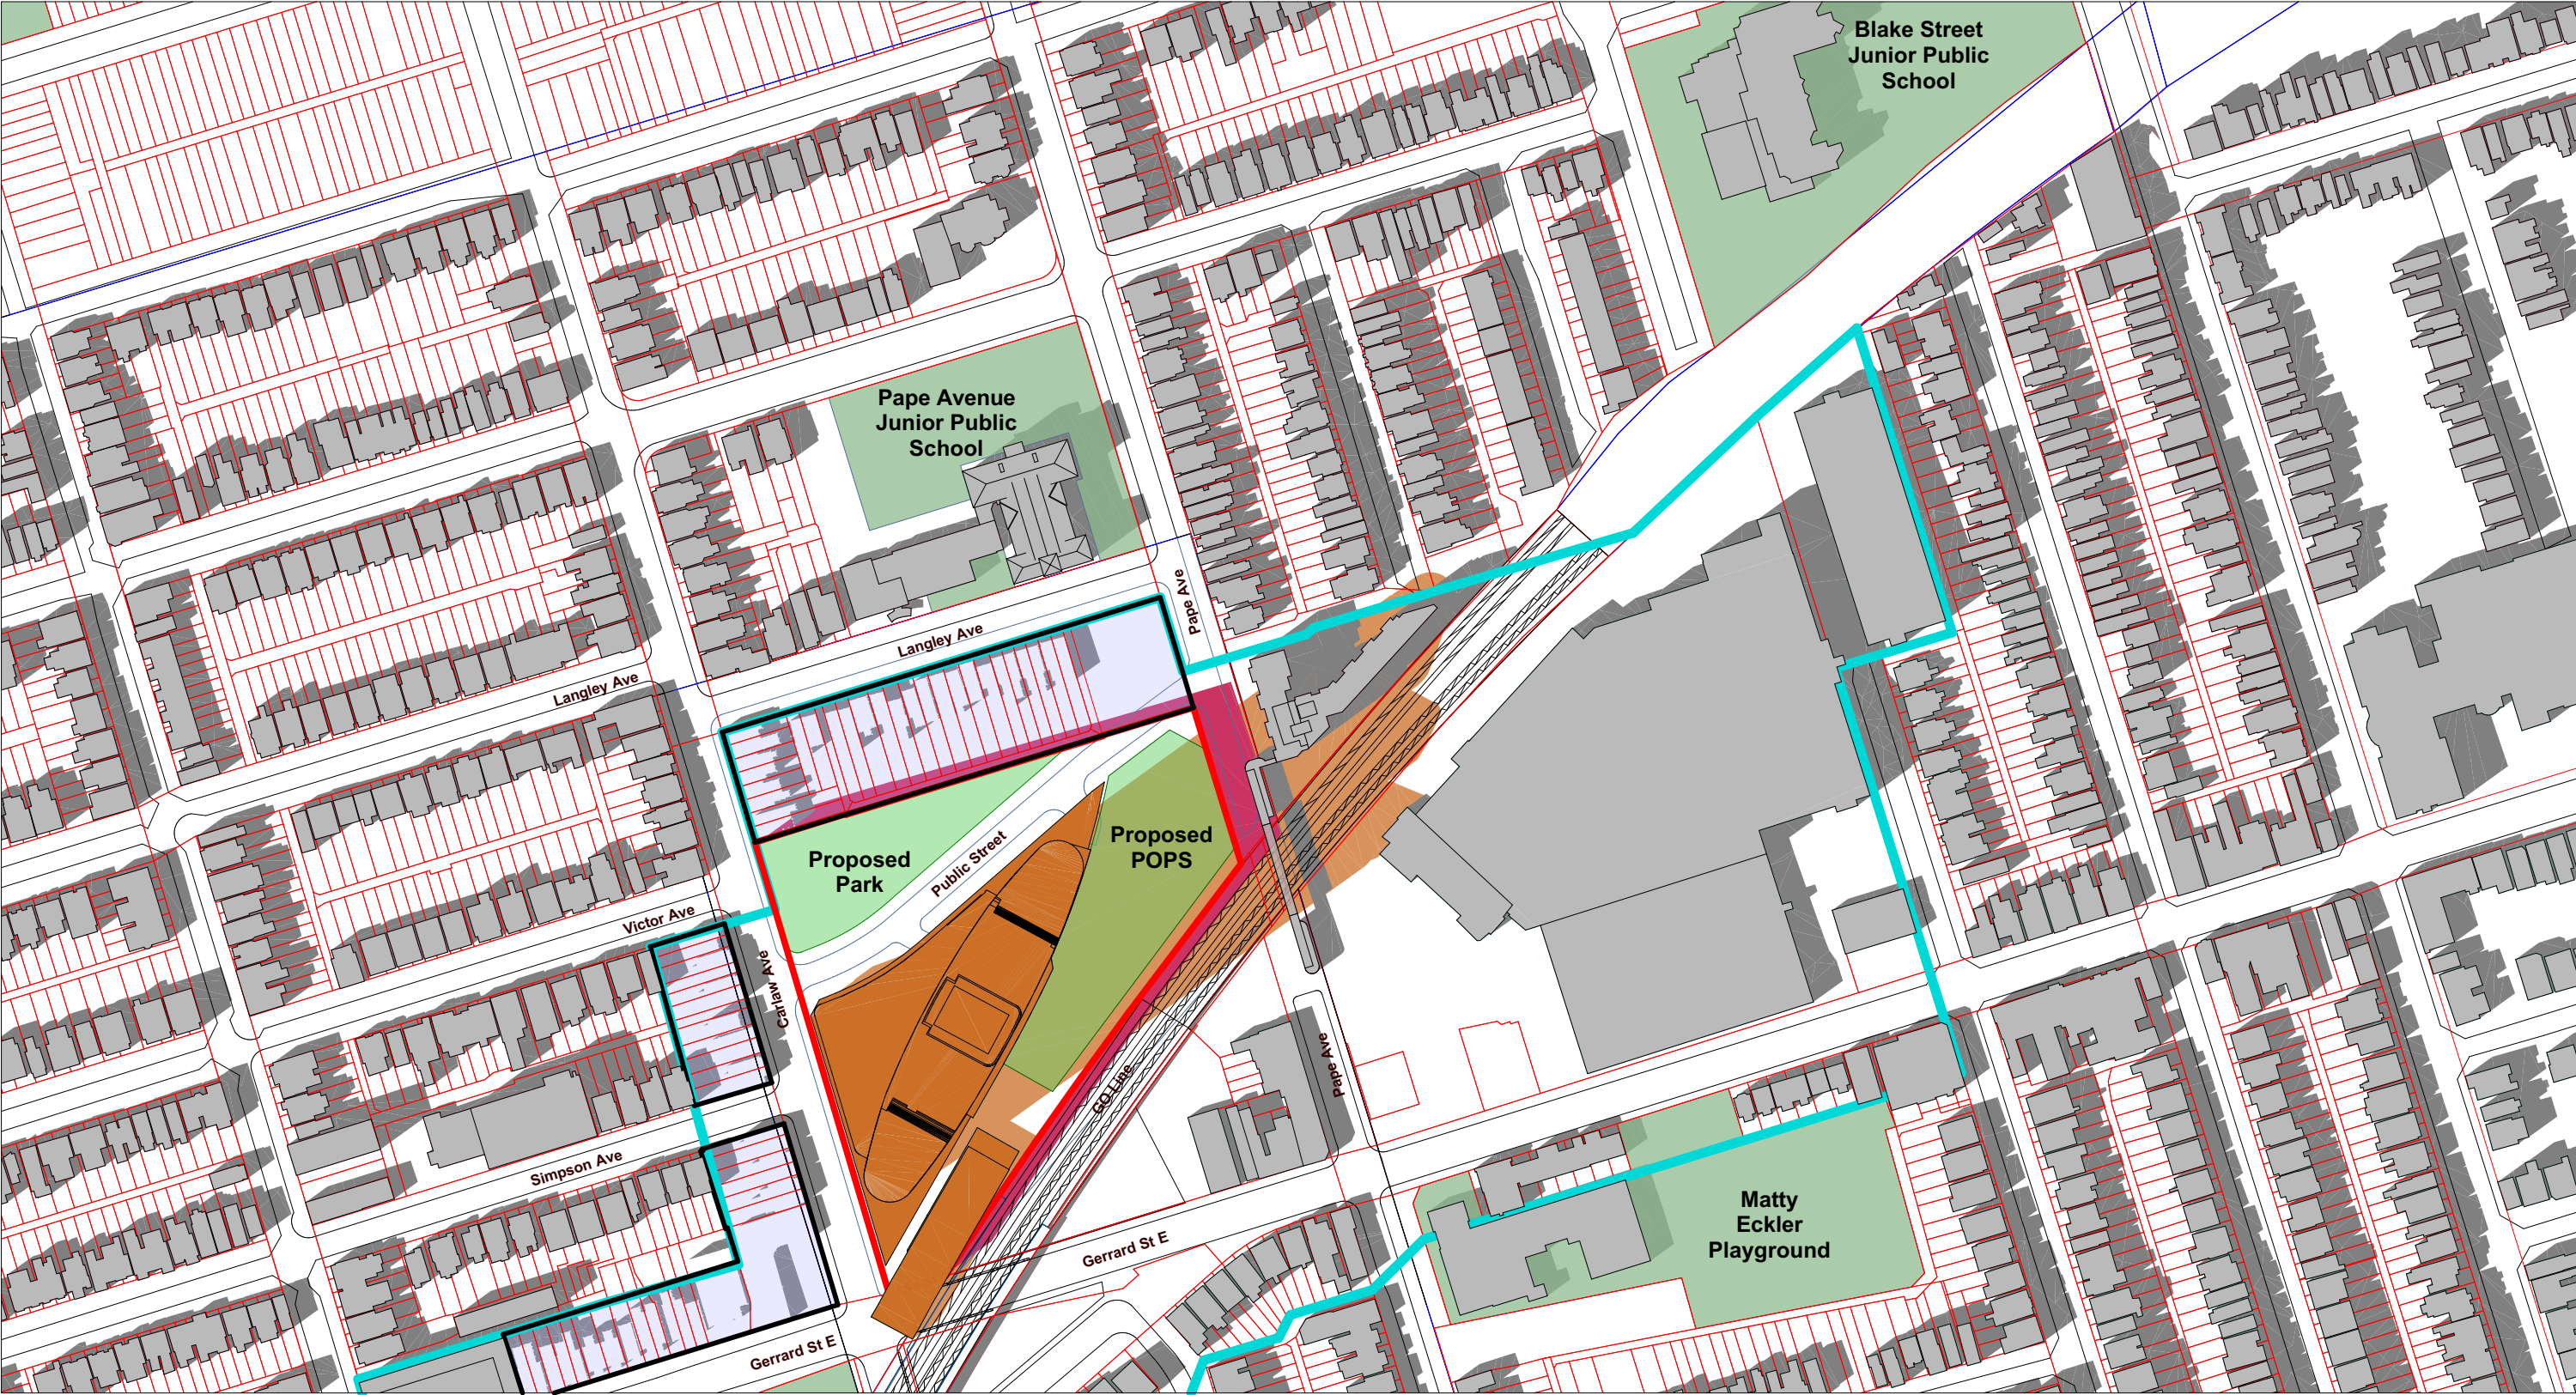 Blake Street
Junior Public
School
Pape Avenue
Junior Public
School
Pape Ave
Langley Ave
Langley Ave
Proposed
POPS
Proposed
Park
Public Street
Victor Ave
Carlaw Ave
GO Line
Pape Ave
Simpson Ave
Matty
Eckler
Playground
Gerrard St E
Gerrard St E